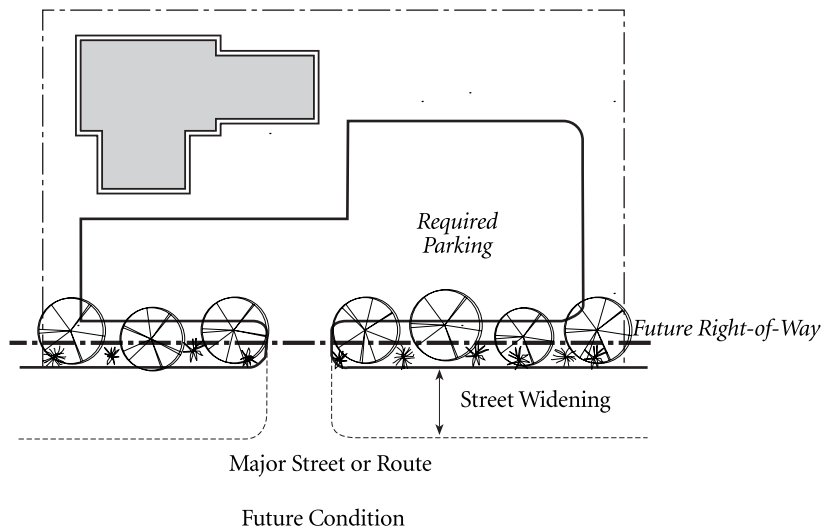 Required
Parking
Future Right-of-Way
Street Widening
Major Street or Route
Future Condition